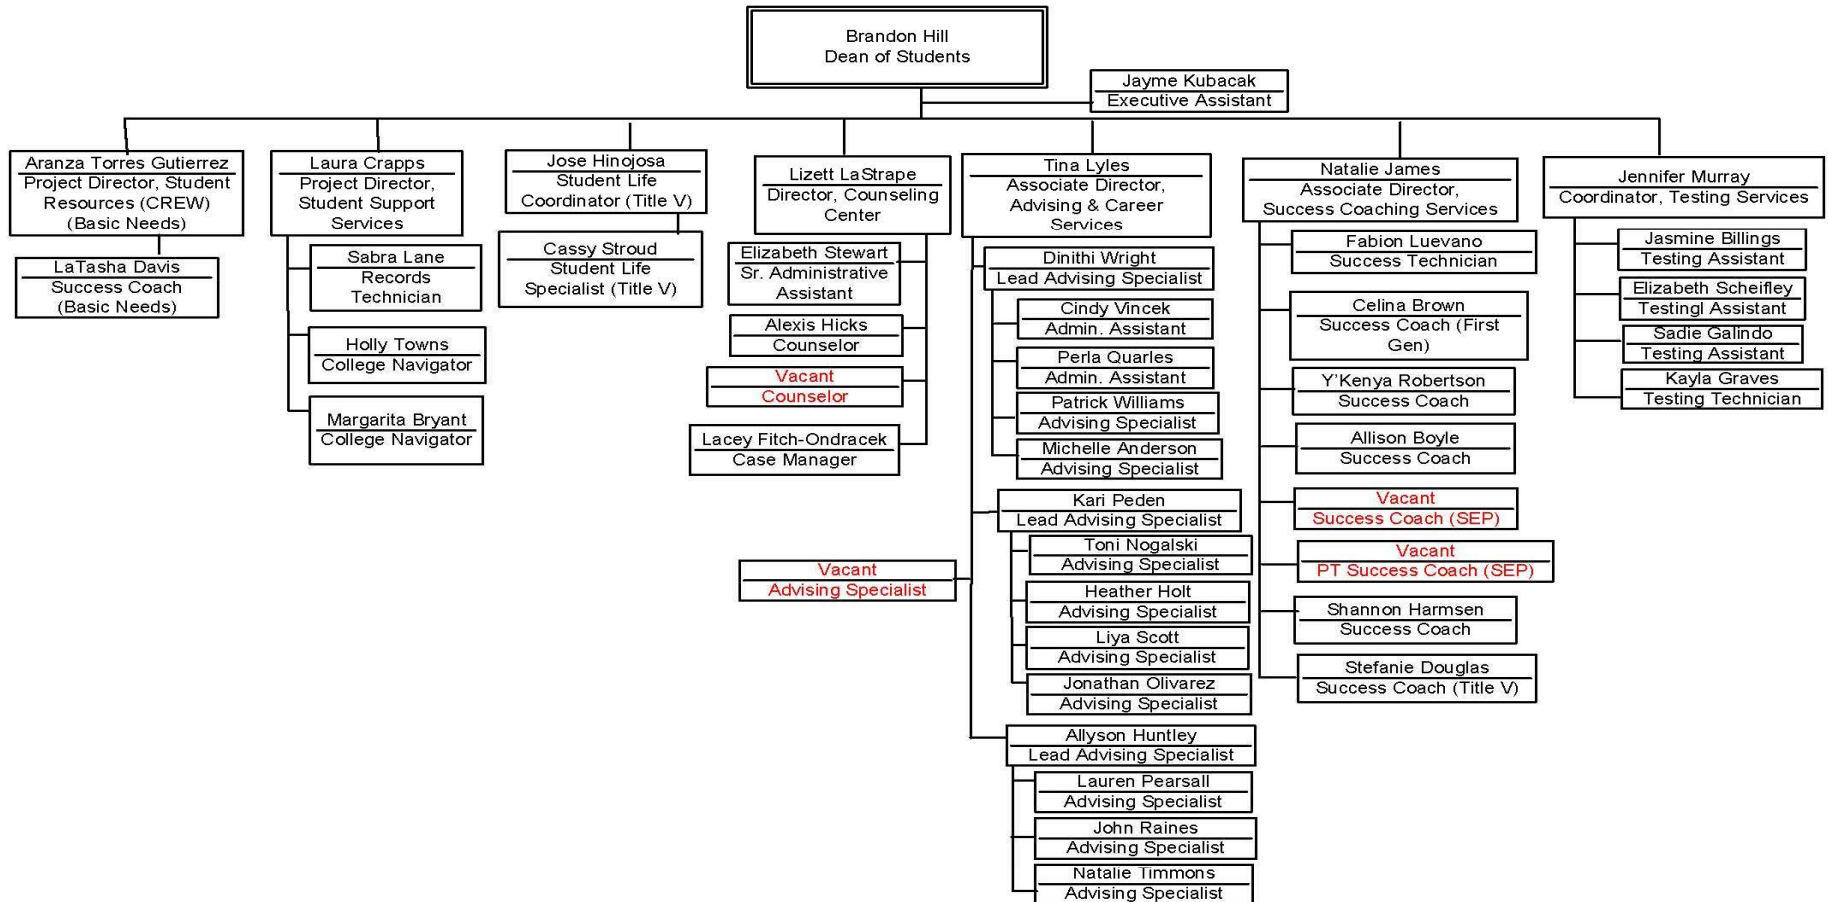 Brandon Hill
Dean of Students
Jayme Kubacak
Executive Assistant
Aranza Torres Gutierrez
Project Director, Student
Resources (CREW)
(Basic Needs)
LaTasha Davis
Success Coach
(Basic Needs)
Laura Crapps
Project Director,
Student Support
Services
Sabra Lane
Records
Technician
Holly Towns
College Navigator
Margarita Bryant
College Navigator
Jose Hinojosa
Student Life
Coordinator (Title V)
Cassy Stroud
Student Life
Specialist (Title V)
Lizett LaStrape
Director, Counseling
Center
Elizabeth Stewart
Sr. Administrative
Assistant
Alexis Hicks
Counselor
Vacant
Counselor
Lacey Fitch-Ondracek
Case Manager
Tina Lyles
Associate Director,
Advising & Career
Services
Dinithi Wright
Lead Advising Specialist
Cindy Vincek
Admin. Assistant
Perla Quarles
Admin. Assistant
Patrick Williams
Advising Specialist
Michelle Anderson
Advising Specialist
Kari Peden
Lead Advising Specialist
Toni Nogalski
Advising Specialist
Heather Holt
Advising Specialist
Liya Scott
Advising Specialist
Jonathan Olivarez
Advising Specialist
Vacant
Advising Specialist
Allyson Huntley
Lead Advising Specialist
Lauren Pearsall
Advising Specialist
John Raines
Advising Specialist
Natalie Timmons
Advising Specialist
Natalie James
Associate Director,
Success Coaching Services
Fabion Luevano
Success Technician
Celina Brown
Success Coach (First
Gen)
Y'Kenya Robertson
Success Coach
Allison Boyle
Success Coach
Vacant
Success Coach (SEP)
Vacant
PT Success Coach (SEP)
Shannon Harmsen
Success Coach
Stefanie Douglas
Success Coach (Title V)
Jennifer Murray
Coordinator, Testing Services
Jasmine Billings
Testing Assistant
Elizabeth Scheifley
Testingl Assistant
Sadie Galindo
Testing Assistant
Kayla Graves
Testing Technician